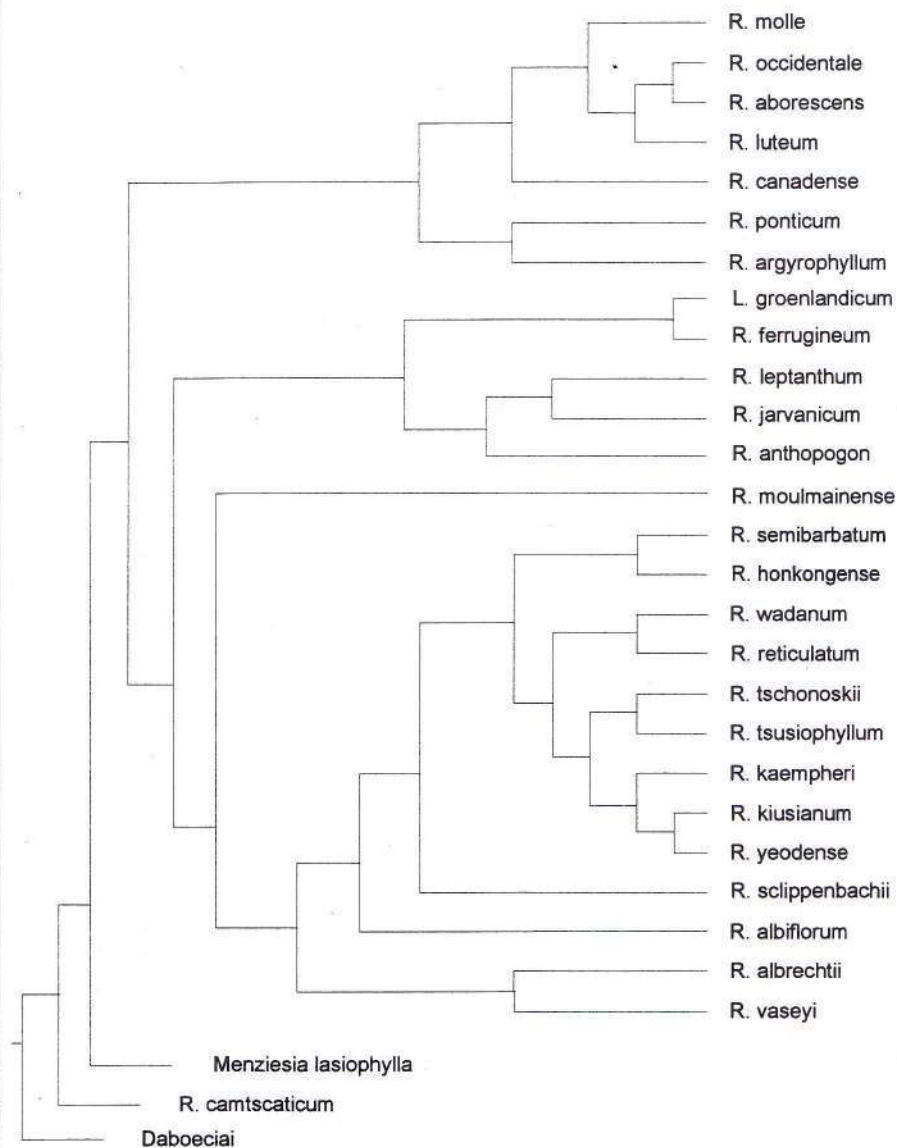 R. molle
R. occidentale
R. aborescens
R. luteum
R. canadense
R. ponticum
R. argyrophyllum
L. groenlandicum
R. ferrugineum
R. leptanthum
R. jarvanicum
R. anthopogon
R. moulmainense
R. semibarbatum
R. honkongense
R. wadanum
R. reticulatum
R. tschonoskii
R. tsusiophyllum
R. kaempheri
R. kiusianum
R. yeodense
R. sclippenbachii
R. albiflorum
R. albrechtii
R. vaseyi
Menziesia lasiophylla
R. camtscaticum
Daboeciai